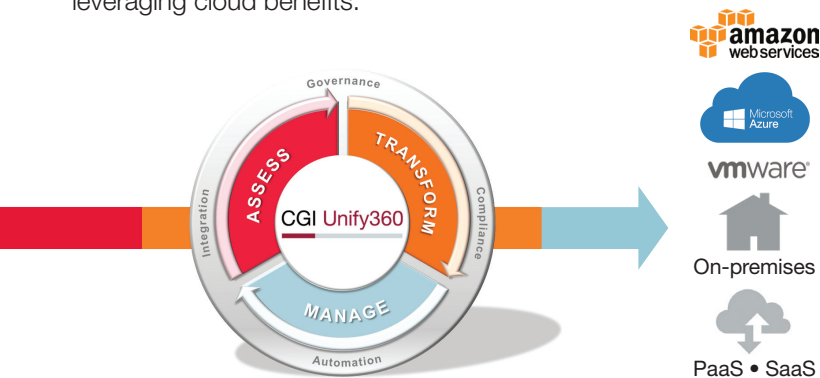 leveraging cloud benefits.
Governance
ASSESS
TRANSFORM
Integration
CGI Unify360
Compliance
MANAGE
Automation
amazon
webservices
Microsoft
Azure
vmware®
On-premises
PaaS • SaaS